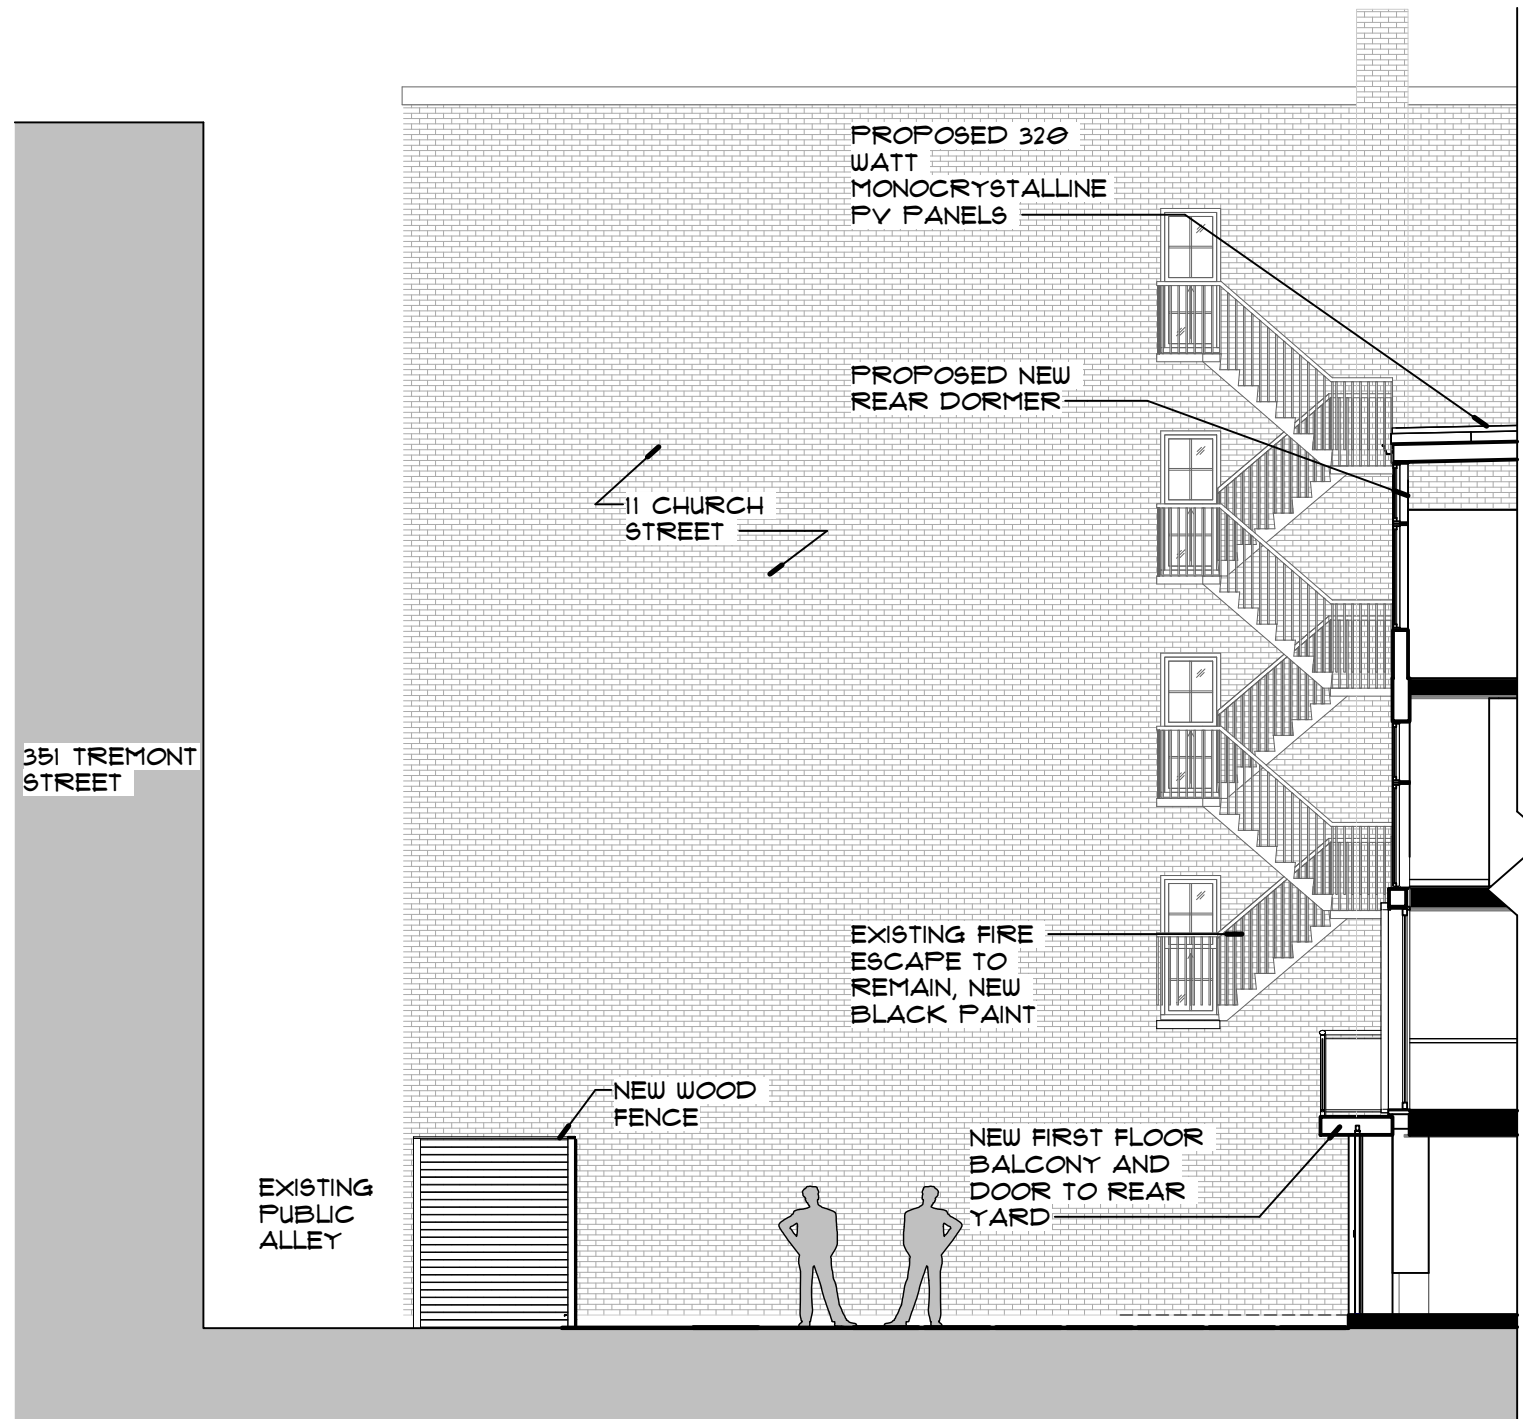 PROPOSED 320
WATT
MONOCRYSTALLINE
PV PANELS
PROPOSED NEW
REAR DORMER
11 CHURCH
STREET
351 TREMONT
STREET
EXISTING FIRE
ESCAPE TO
REMAIN, NEW
BLACK PAINT
NEW WOOD
FENCE
NEW FIRST FLOOR
BALCONY AND
DOOR TO REAR
YARD
EXISTING
PUBLIC
ALLEY